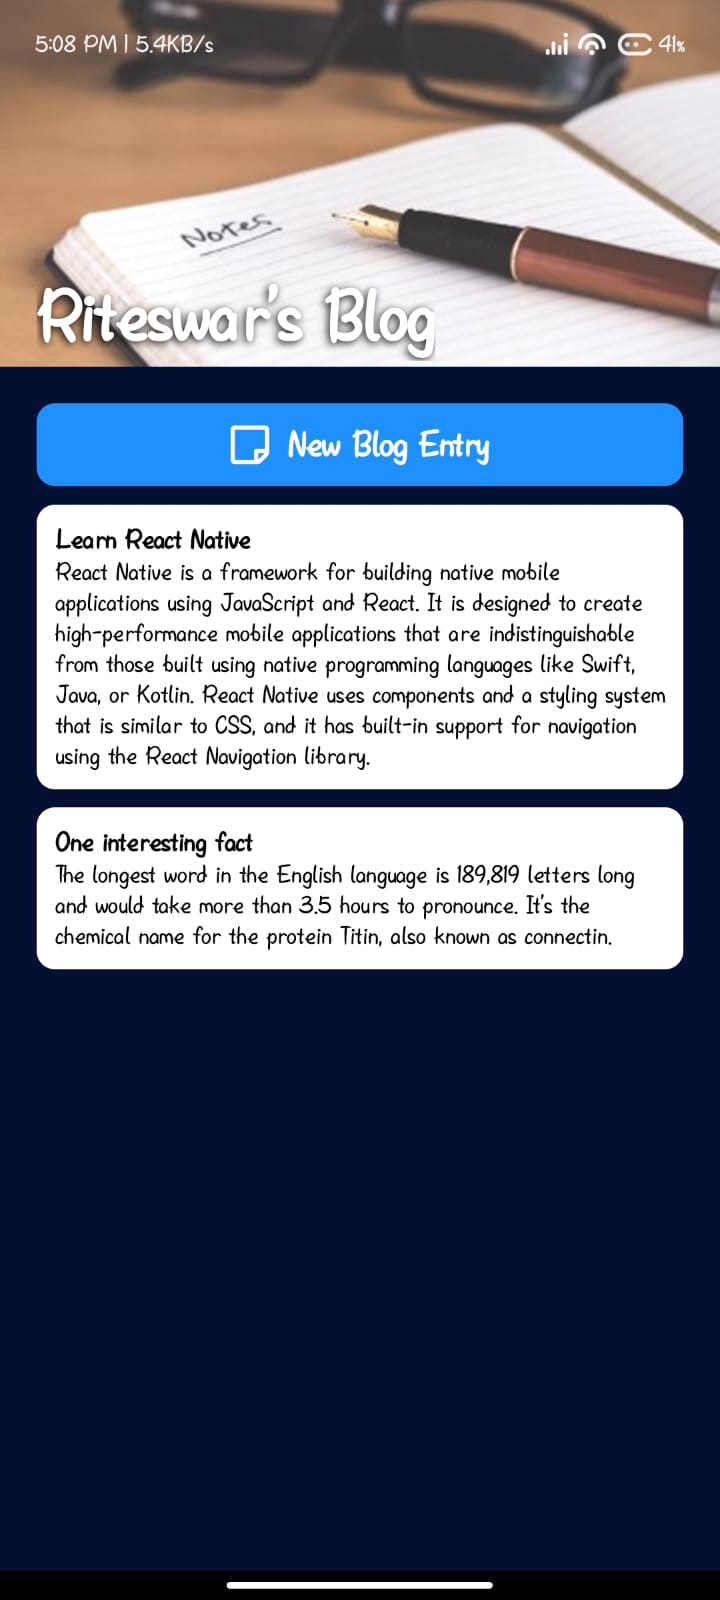 5:08 PM | 5.4KB/s 41%
Notes
Riteswar's Blog
New Blog Entry
Learn React Native
React Native is a framework for building native mobile
applications using JavaScript and React. It is designed to create
high-performance mobile applications that are indistinguishable
from those built using native programming languages like Swift,
Java, or Kotlin. React Native uses components and a styling system
that is similar to CSS, and it has built-in support for navigation
using the React Navigation library.
One interesting fact
The longest word in the English language is 189,819 letters long
and would take more than 3.5 hours to pronounce. It's the
chemical name for the protein Titin, also known as connectin.